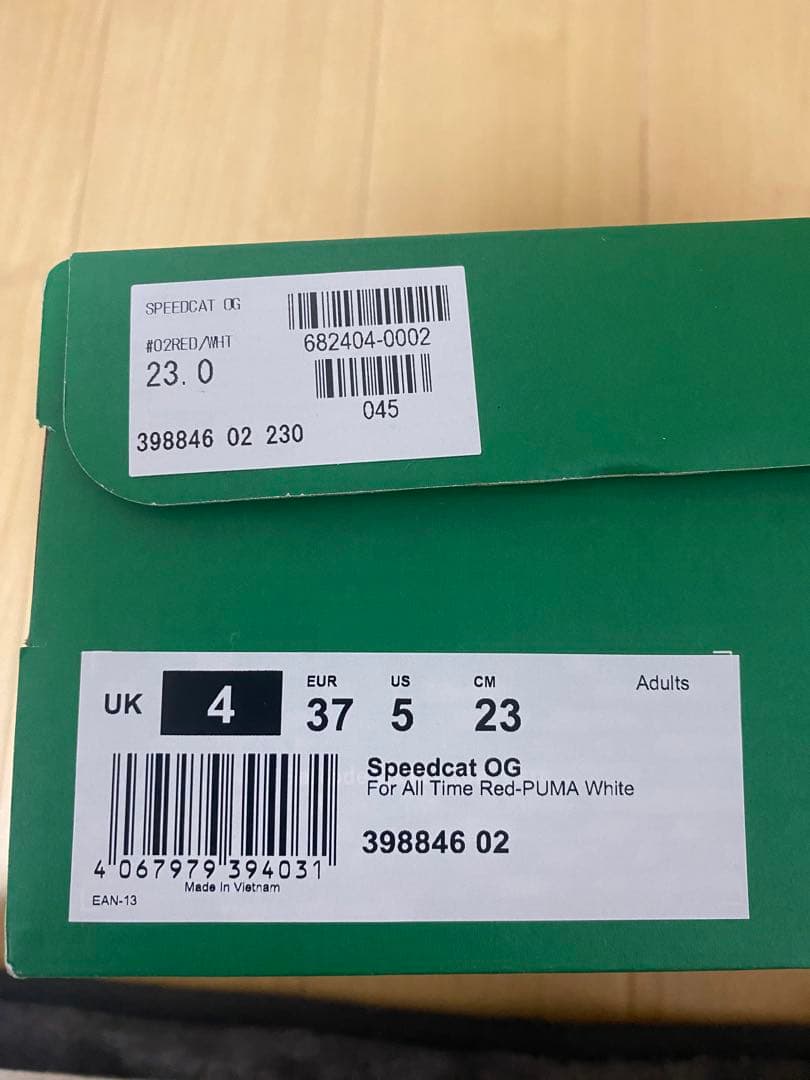 SPEEDCAT OG
#02RED/WHT
682404-0002
23.0
045
398846 02 230
UK 4
EUR 37
US 5
CM 23
Adults
Speedcat OG
For All Time Red-PUMA White
398846 02
4 067979 394031
Made in Vietnam
EAN-13